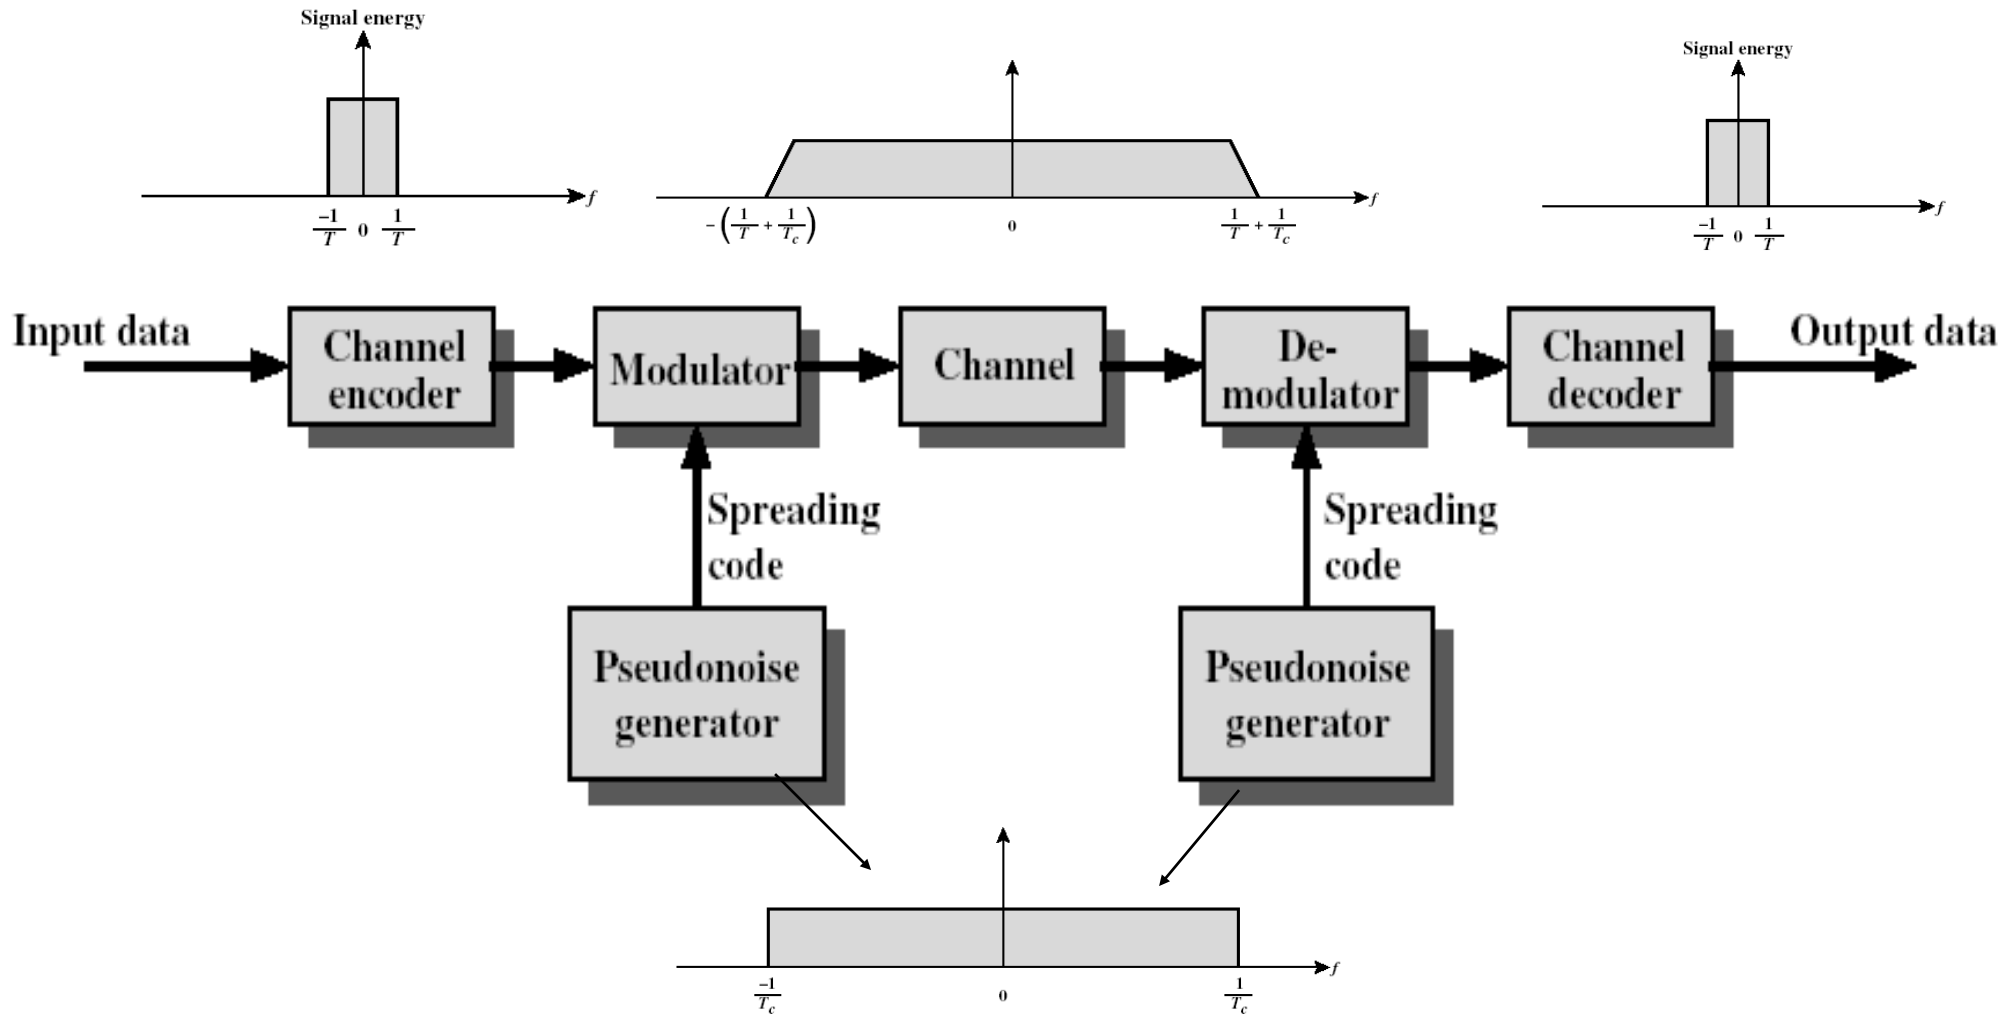 Signal energy
f
−1/T 0 1/T
f
−(1/T + 1/Tc) 0 1/T + 1/Tc
Signal energy
f
−1/T 0 1/T
Input data
Channel
encoder
Modulator
Channel
De-
modulator
Channel
decoder
Output data
Spreading
code
Spreading
code
Pseudonoise
generator
Pseudonoise
generator
f
−1/Tc 0 1/Tc